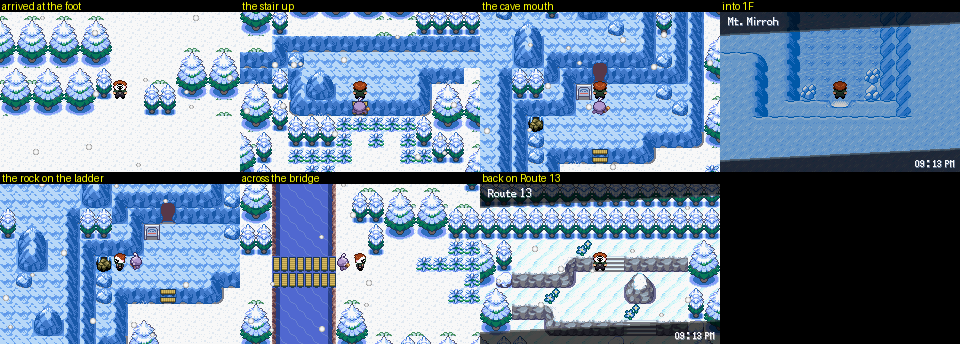 arrived at the foot
the stair up
the cave mouth
into 1F
Mt. Mirroh
09:13 PM
the rock on the ladder
across the bridge
back on Route 13
Route 13
09:13 PM